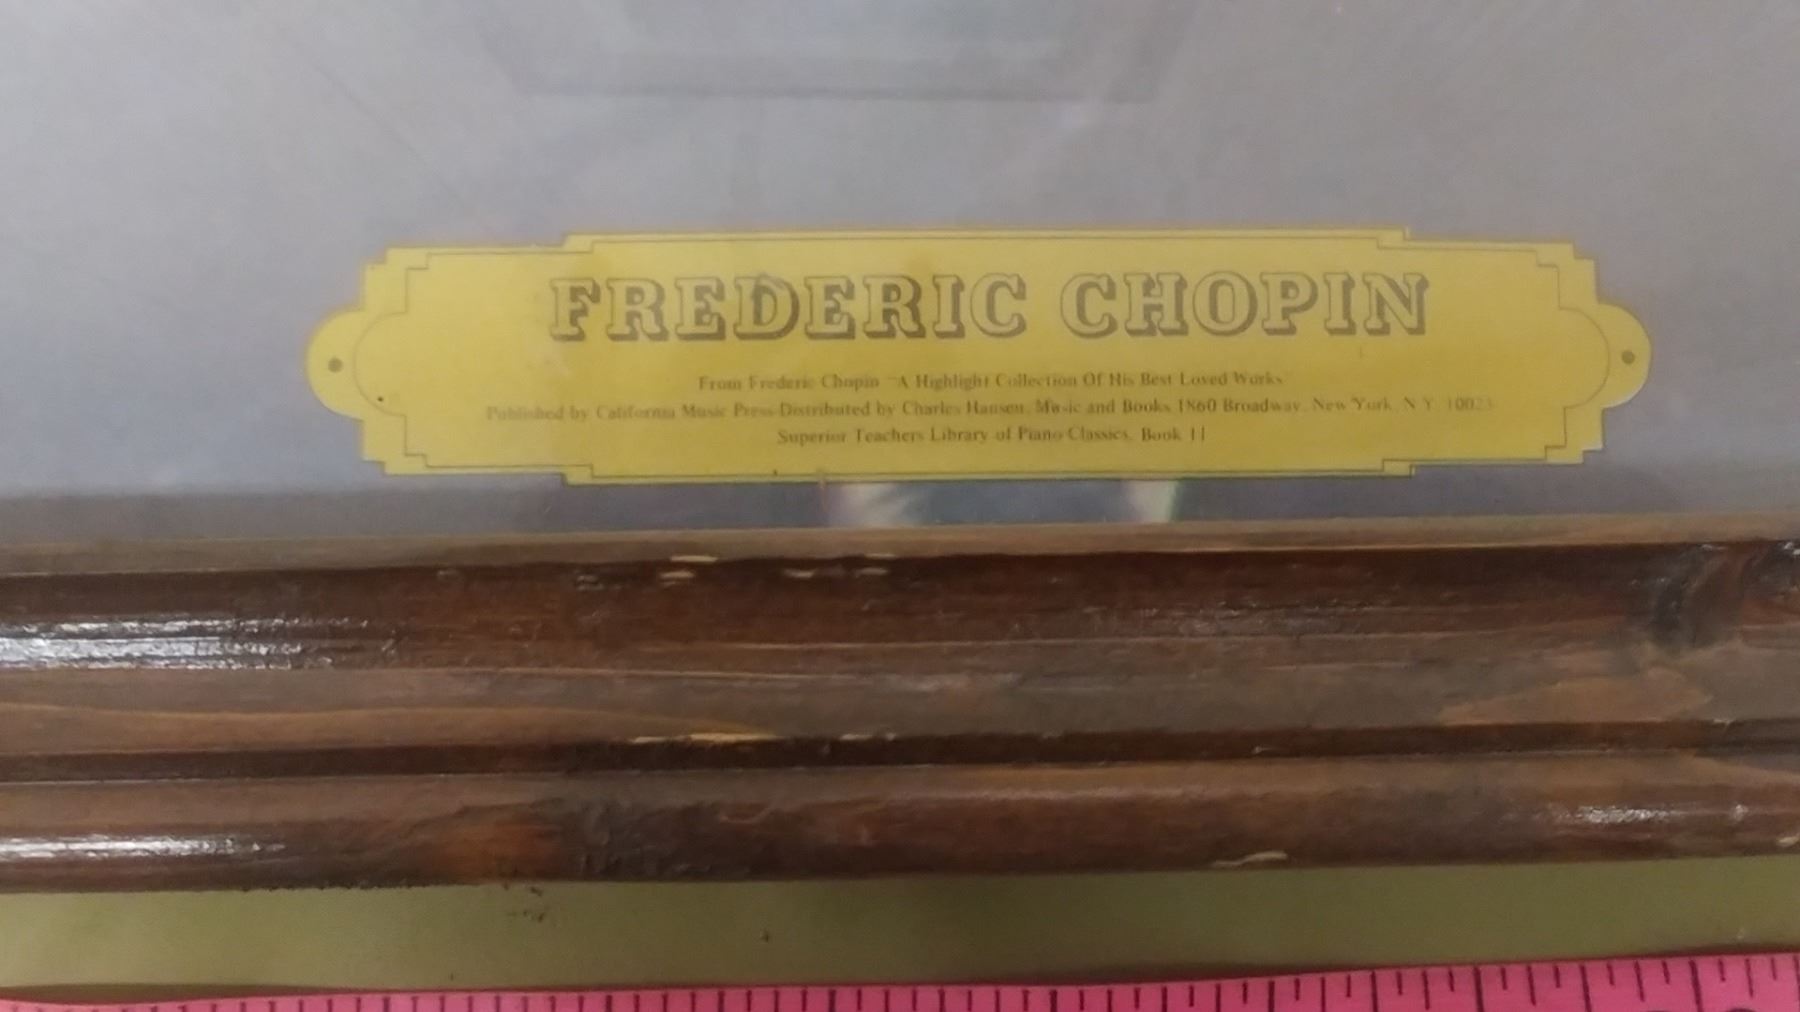 FREDERIC CHOPIN
From Frederic Chopin "A Highlight Collection Of His Best Loved Works"
Published by California Music Press-Distributed by Charles Hansen, Music and Books 1860 Broadway, New York, N.Y. 10023
Superior Teachers Library of Piano Classics, Book 11